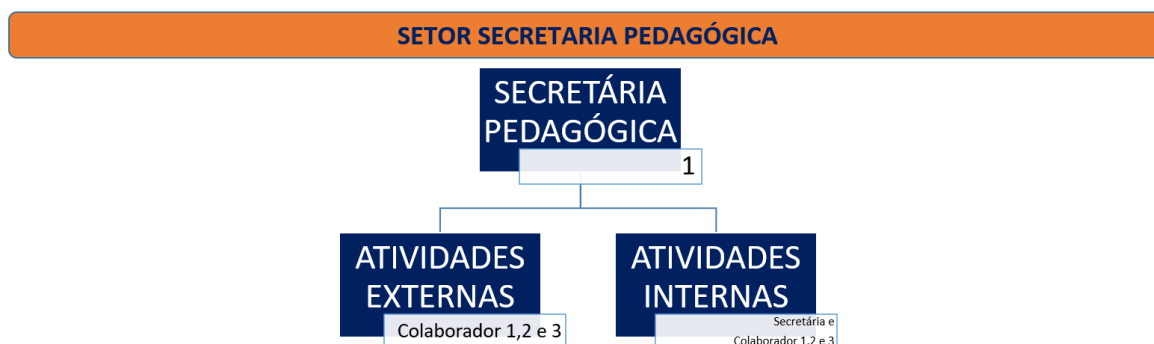 SETOR SECRETARIA PEDAGÓGICA
SECRETÁRIA
PEDAGÓGICA
1
ATIVIDADES
EXTERNAS
Colaborador 1,2 e 3
ATIVIDADES
INTERNAS
Secretária e
Colaborador 1,2 e 3